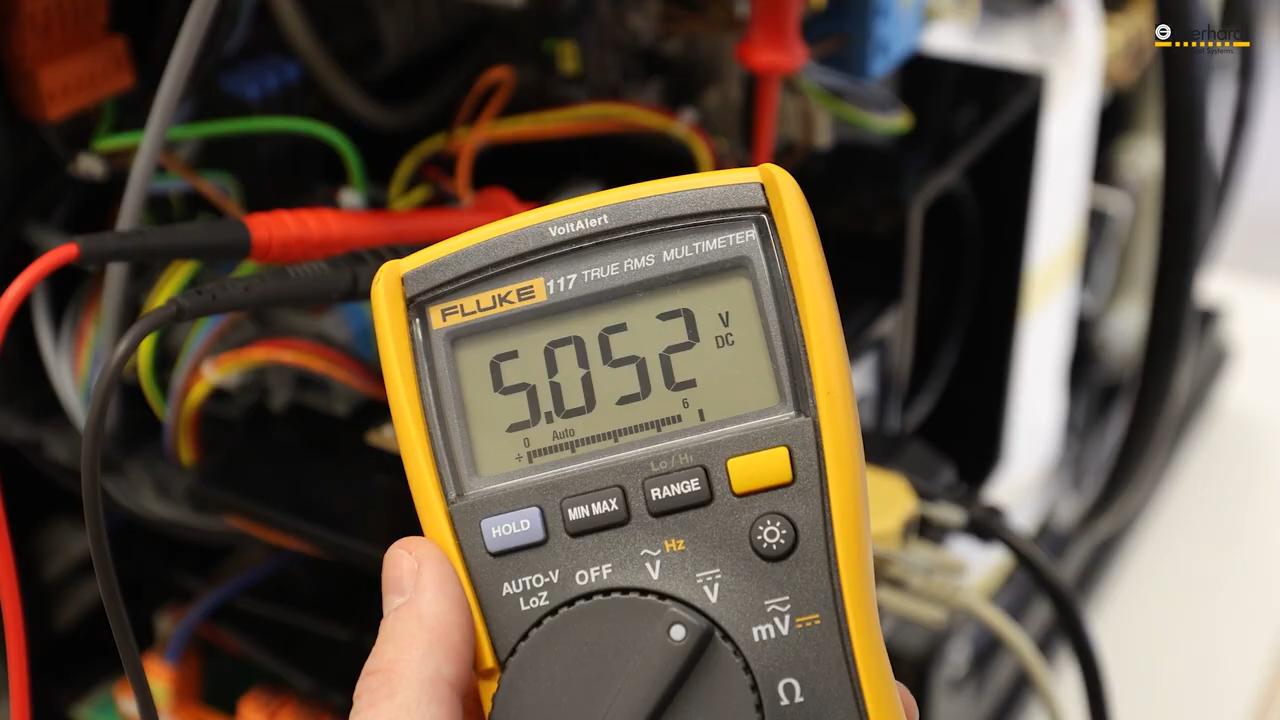 VoltAlert
FLUKE 117 TRUE RMS MULTIMETER
5.052 V DC
0 Auto 6
Lo / Hi
HOLD MIN MAX RANGE
AUTO-V LoZ OFF V Hz V mV Ω